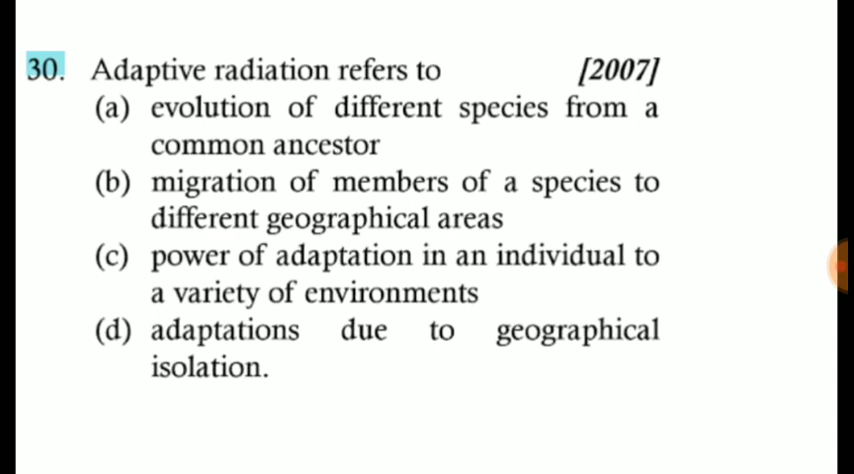 30. Adaptive radiation refers to [2007]
(a) evolution of different species from a
common ancestor
(b) migration of members of a species to
different geographical areas
(c) power of adaptation in an individual to
a variety of environments
(d) adaptations due to geographical
isolation.